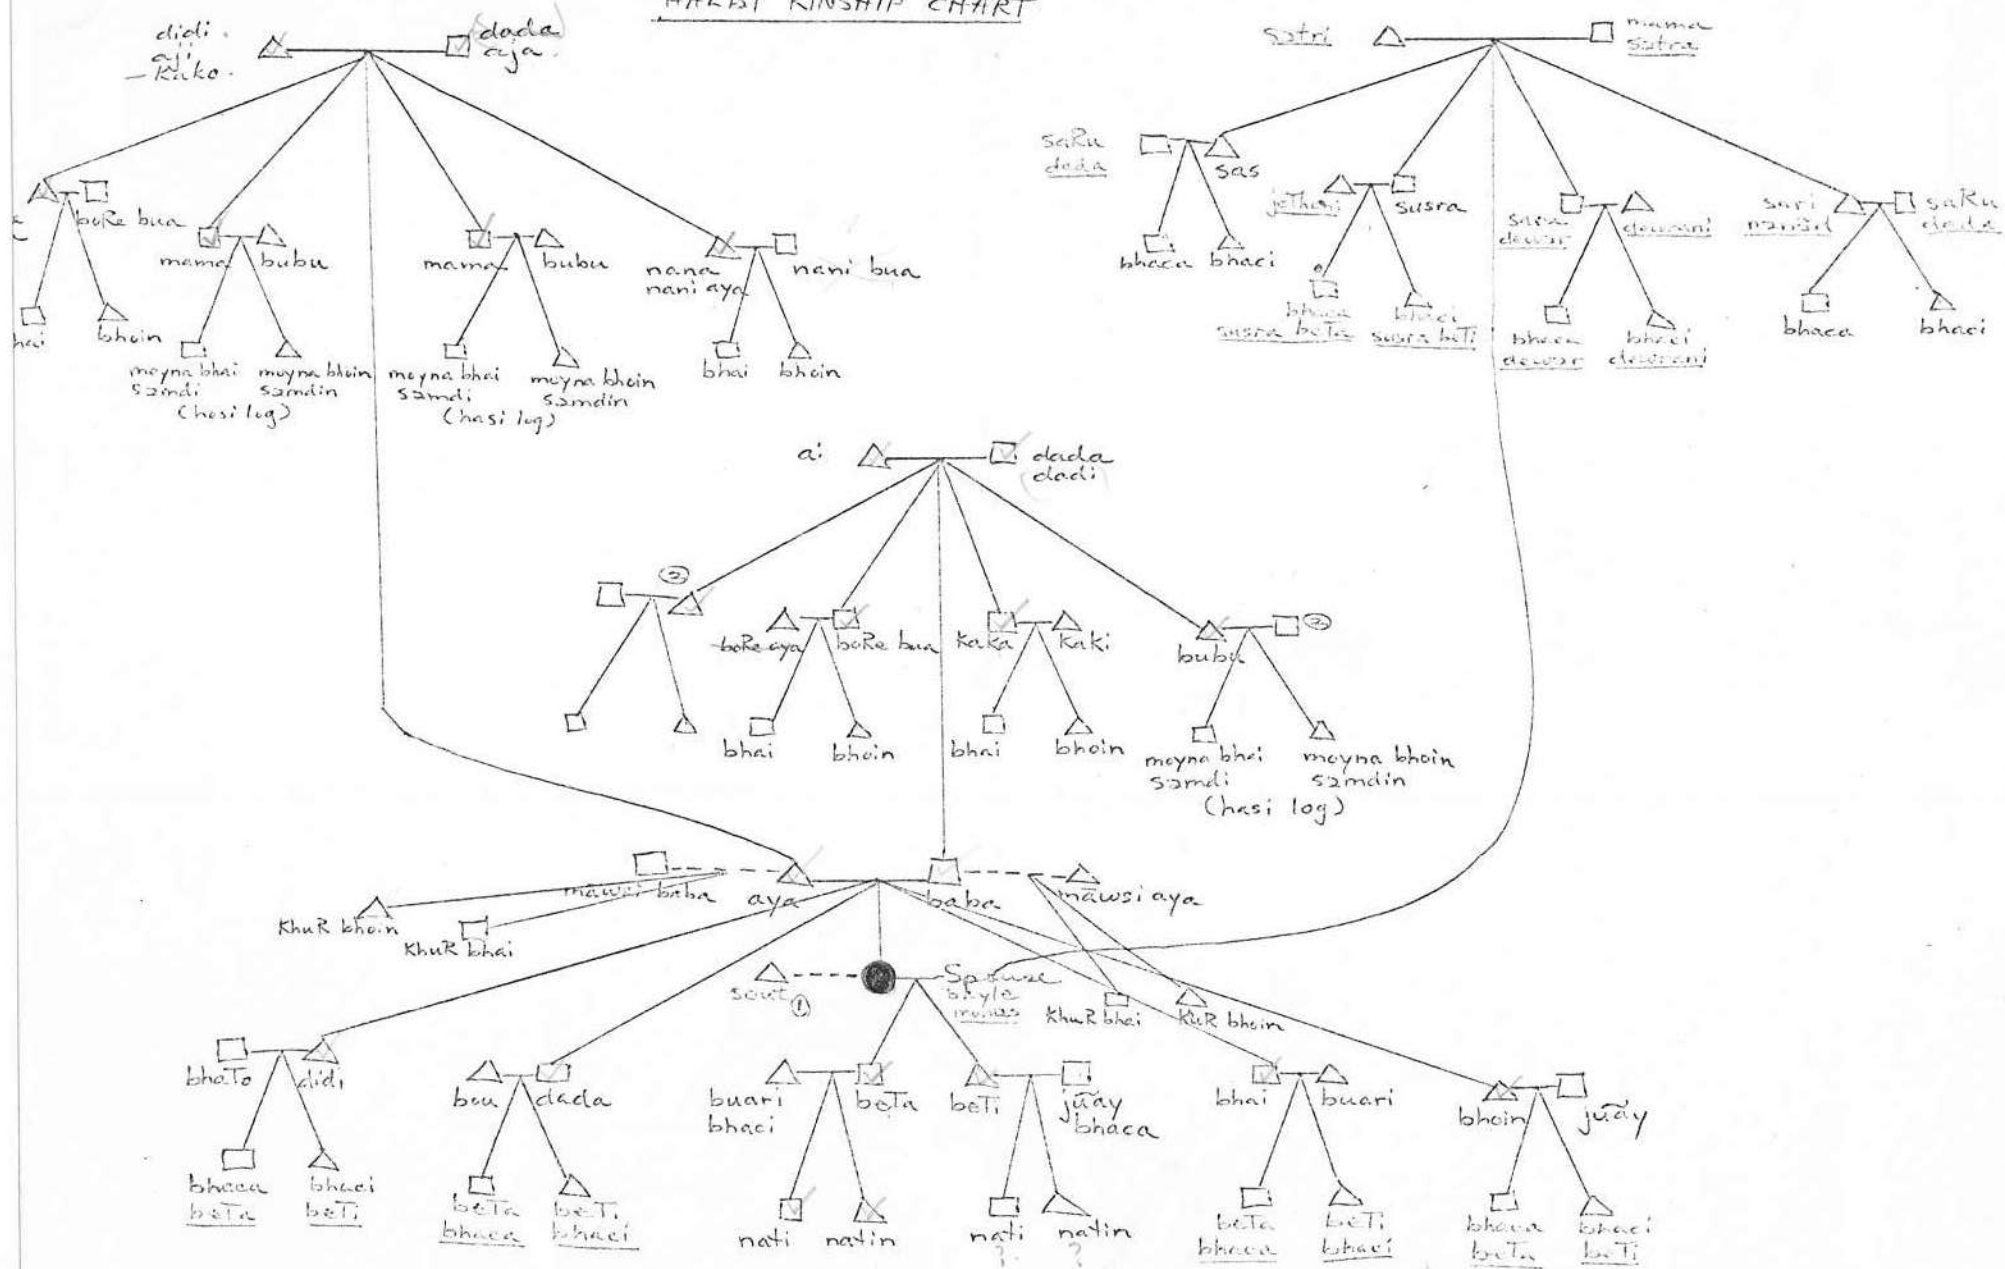 HALBI KINSHIP CHART
didi.
aji
- Kako.
dada
aja.
satri
mama
satra
boRe bua
mama
bubu
mama
bubu
nana
nani aya
nani bua
bhoin
moyna bhai
samdi
moyna bhoin
samdin
(hasi log)
moyna bhai
samdi
moyna bhoin
samdin
(hasi log)
bhai
bhoin
saRu
dada
sas
jeThani
susra
saru
dewar
dewrani
sari
saRu
dada
bhaca
bhaci
bhaca
susra beTa
bhaci
susra beTi
bhaca
dewar
bhaci
dewrani
bhaca
bhaci
ai
dada
dadi
boRe aya
boRe bua
kaka
kaki
bubu
bhai
bhoin
bhai
bhoin
moyna bhai
samdi
moyna bhoin
samdin
(hasi log)
māwsi baba
aya
baba
māwsi aya
KhuR bhoin
KhuR bhai
sout ①
Spouse
bayle
munus
KhuR bhai
KuR bhoin
bhaTo
didi
bou
dada
buari
bhaci
beTa
beTi
jũay
bhaca
bhai
buari
bhoin
jũay
bhaca
beTa
bhaci
beTi
beTa
bhaca
beTi
bhaci
nati
natin
nati
?
natin
?
beTa
bhaca
beTi
bhaci
bhaca
beTa
bhaci
beTi